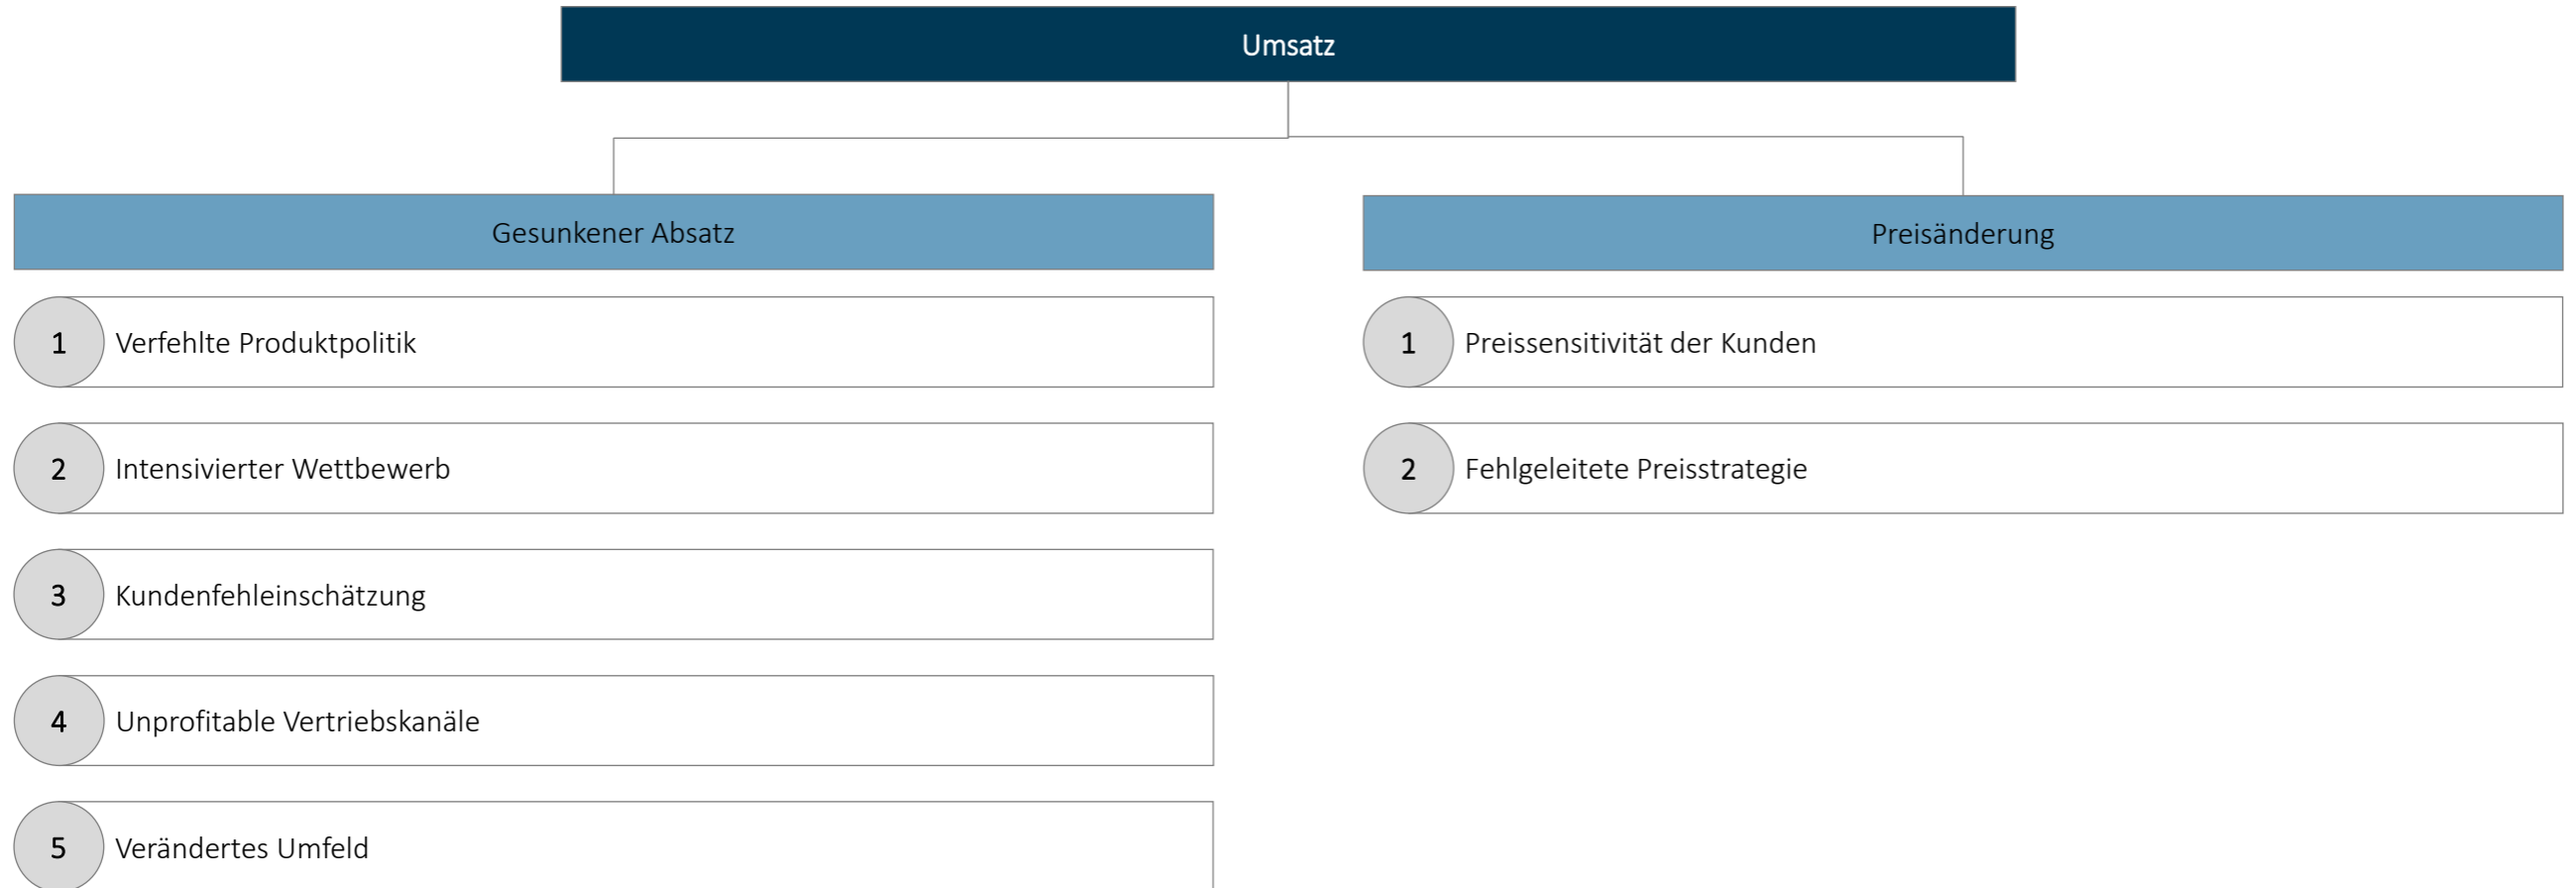 Umsatz
Gesunkener Absatz
1 Verfehlte Produktpolitik
2 Intensivierter Wettbewerb
3 Kundenfehleinschätzung
4 Unprofitable Vertriebskanäle
5 Verändertes Umfeld
Preisänderung
1 Preissensitivität der Kunden
2 Fehlgeleitete Preisstrategie